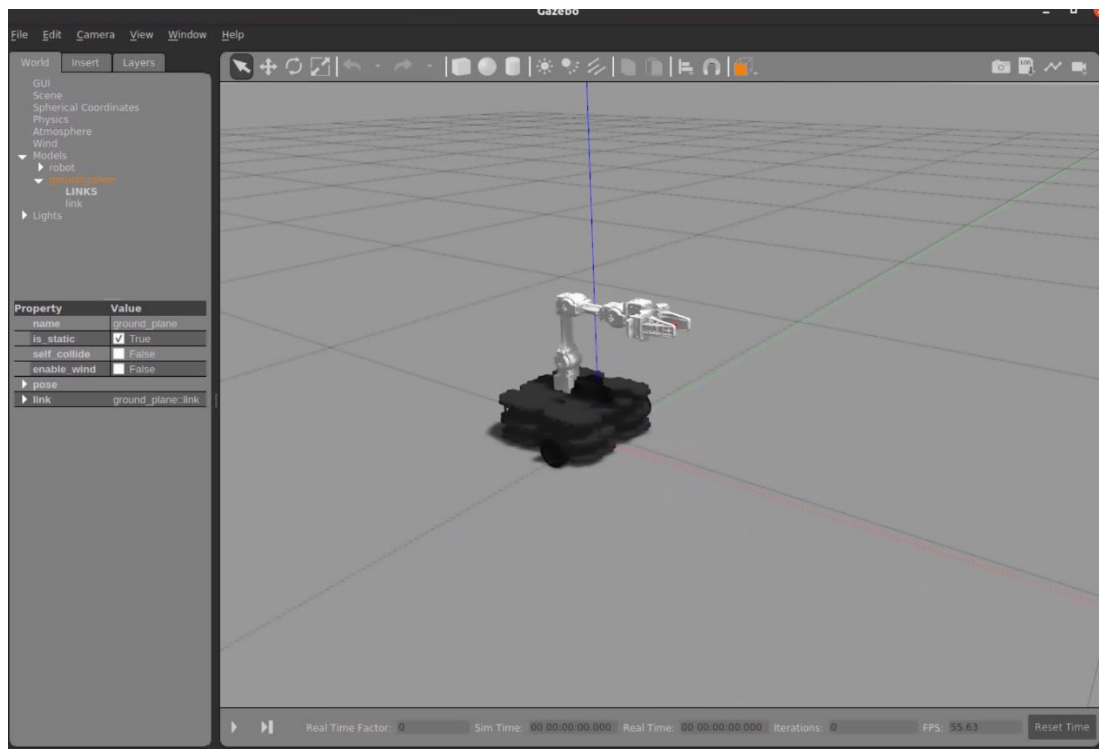 Gazebo
File Edit Camera View Window Help
World Insert Layers
GUI
Scene
Spherical Coordinates
Physics
Atmosphere
Wind
Models
robot
ground_plane
LINKS
link
Lights
Property Value
name ground_plane
is_static True
self_collide False
enable_wind False
pose
link ground_plane::link
LOG
Real Time Factor: 0 Sim Time: 00 00:00:00.000 Real Time: 00 00:00:00.000 Iterations: 0 FPS: 55.63 Reset Time